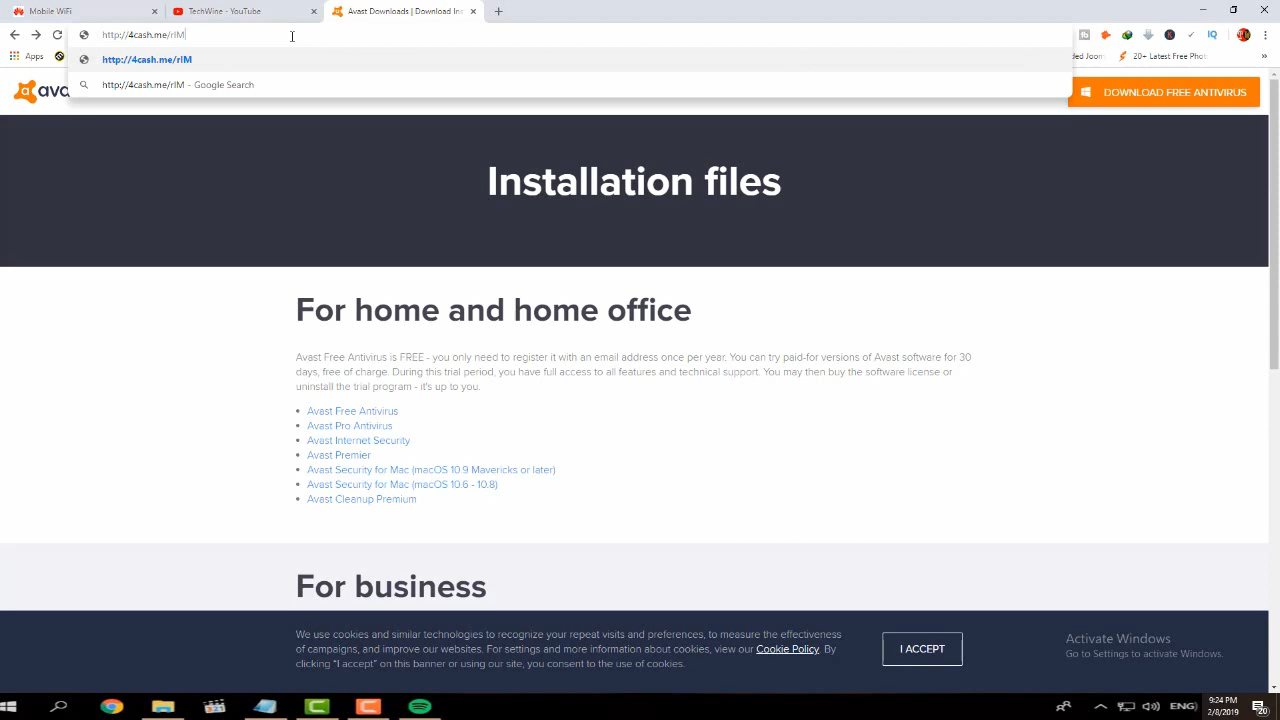 Mobile WiFi
TechWine - YouTube
Avast Downloads | Download Ins
http://4cash.me/rIM
Apps
http://4cash.me/rIM
http://4cash.me/rIM - Google Search
20+ Latest Free Phot
DOWNLOAD FREE ANTIVIRUS
Installation files
For home and home office
Avast Free Antivirus is FREE - you only need to register it with an email address once per year. You can try paid-for versions of Avast software for 30
days, free of charge. During this trial period, you have full access to all features and technical support. You may then buy the software license or
uninstall the trial program - it's up to you.
Avast Free Antivirus
Avast Pro Antivirus
Avast Internet Security
Avast Premier
Avast Security for Mac (macOS 10.9 Mavericks or later)
Avast Security for Mac (macOS 10.6 - 10.8)
Avast Cleanup Premium
For business
We use cookies and similar technologies to recognize your repeat visits and preferences, to measure the effectiveness
of campaigns, and improve our websites. For settings and more information about cookies, view our Cookie Policy. By
clicking “I accept” on this banner or using our site, you consent to the use of cookies.
I ACCEPT
Activate Windows
Go to Settings to activate Windows.
ENG
9:24 PM
2/8/2019
20